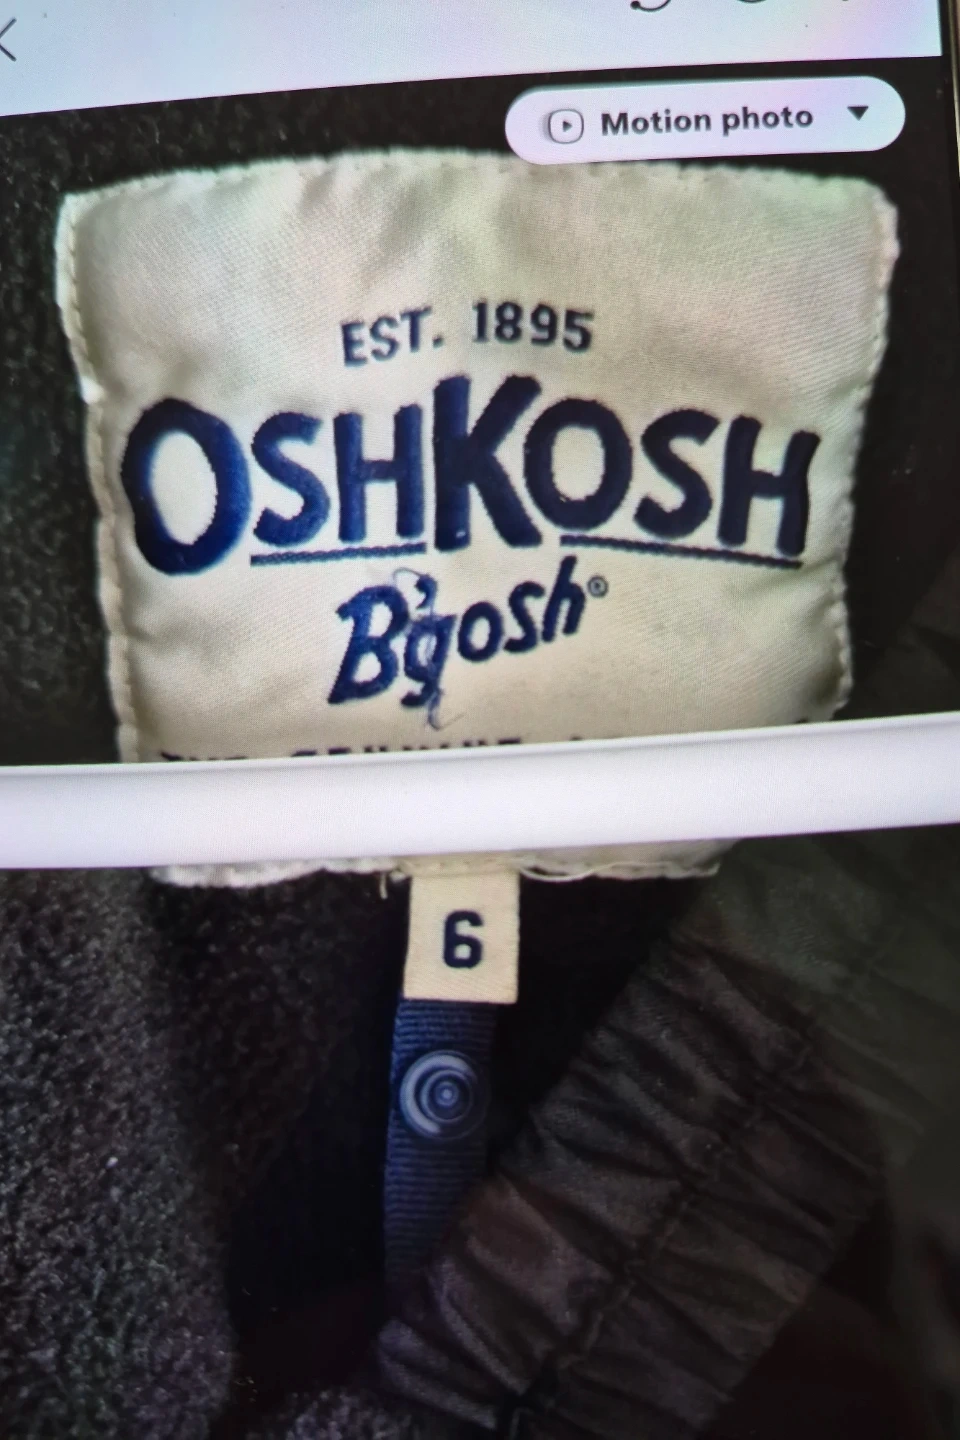 Motion photo
EST. 1895
OSHKOSH
B'gosh®
6